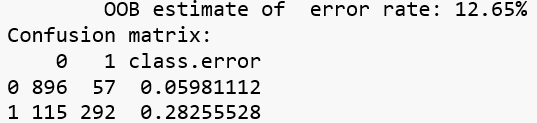 OOB estimate of  error rate: 12.65%
Confusion matrix:
    0   1 class.error
0 896  57  0.05981112
1 115 292  0.28255528